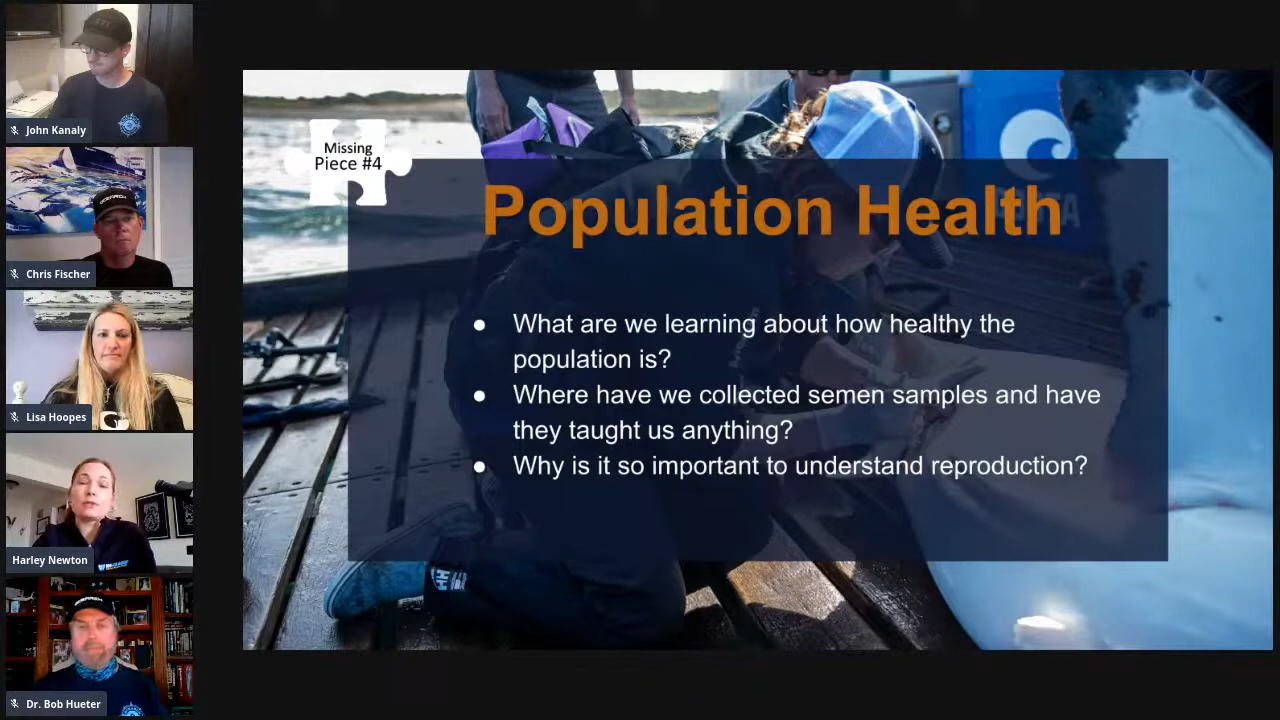 John Kanaly
Chris Fischer
Lisa Hoopes
Harley Newton
Dr. Bob Hueter
Missing
Piece #4
Population Health
● What are we learning about how healthy the
population is?
● Where have we collected semen samples and have
they taught us anything?
● Why is it so important to understand reproduction?